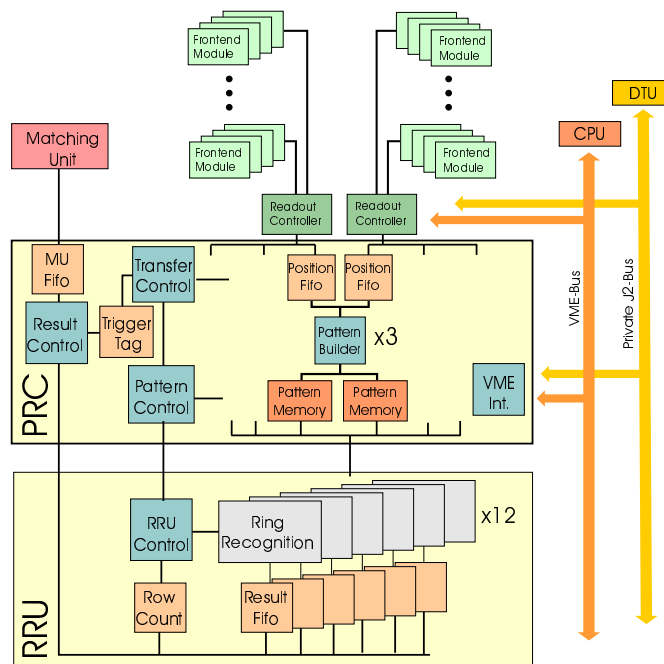 Frontend
Module
Frontend
Module
DTU
CPU
Matching
Unit
Frontend
Module
Frontend
Module
Readout
Controller
Readout
Controller
MU
Fifo
Transfer
Control
Position
Fifo
Position
Fifo
VME-Bus
Private J2-Bus
Result
Control
Trigger
Tag
Pattern
Builder
x3
Pattern
Control
Pattern
Memory
Pattern
Memory
VME
Int.
PRC
RRU
Control
Ring
Recognition
x12
Row
Count
Result
Fifo
RRU